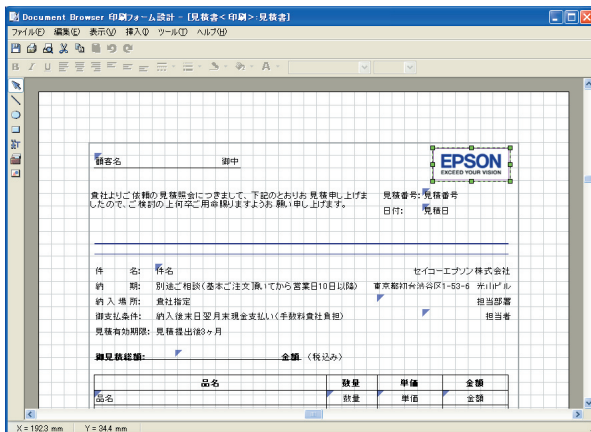 Document Browser 印刷フォーム設計 - [見積書<印刷>:見積書]
ファイル(F) 編集(E) 表示(V) 挿入(I) ツール(T) ヘルプ(H)
B I U
A
顧客名 御中
EPSON
EXCEED YOUR VISION
貴社よりご依頼の見積照会につきまして、下記のとおりお見積申し上げま
したので、ご検討の上何卒ご用命賜りますようお願い申し上げます。
見積番号: 見積番号
日付: 見積日
件 名: 件名
セイコーエプソン株式会社
納 期: 別途ご相談(基本ご注文頂いてから営業日10日以降)
東京都渋谷区1-53-6
納入場所: 貴社指定
担当部署
御支払条件: 納入後末日翌月末現金支払い(手数料貴社負担)
担当者
見積有効期限: 見積提出後3ヶ月
御見積総額: 金額 (税込み)
品名 数量 単価 金額
品名 数量 単価 金額
X = 192.3 mm Y = 34.4 mm